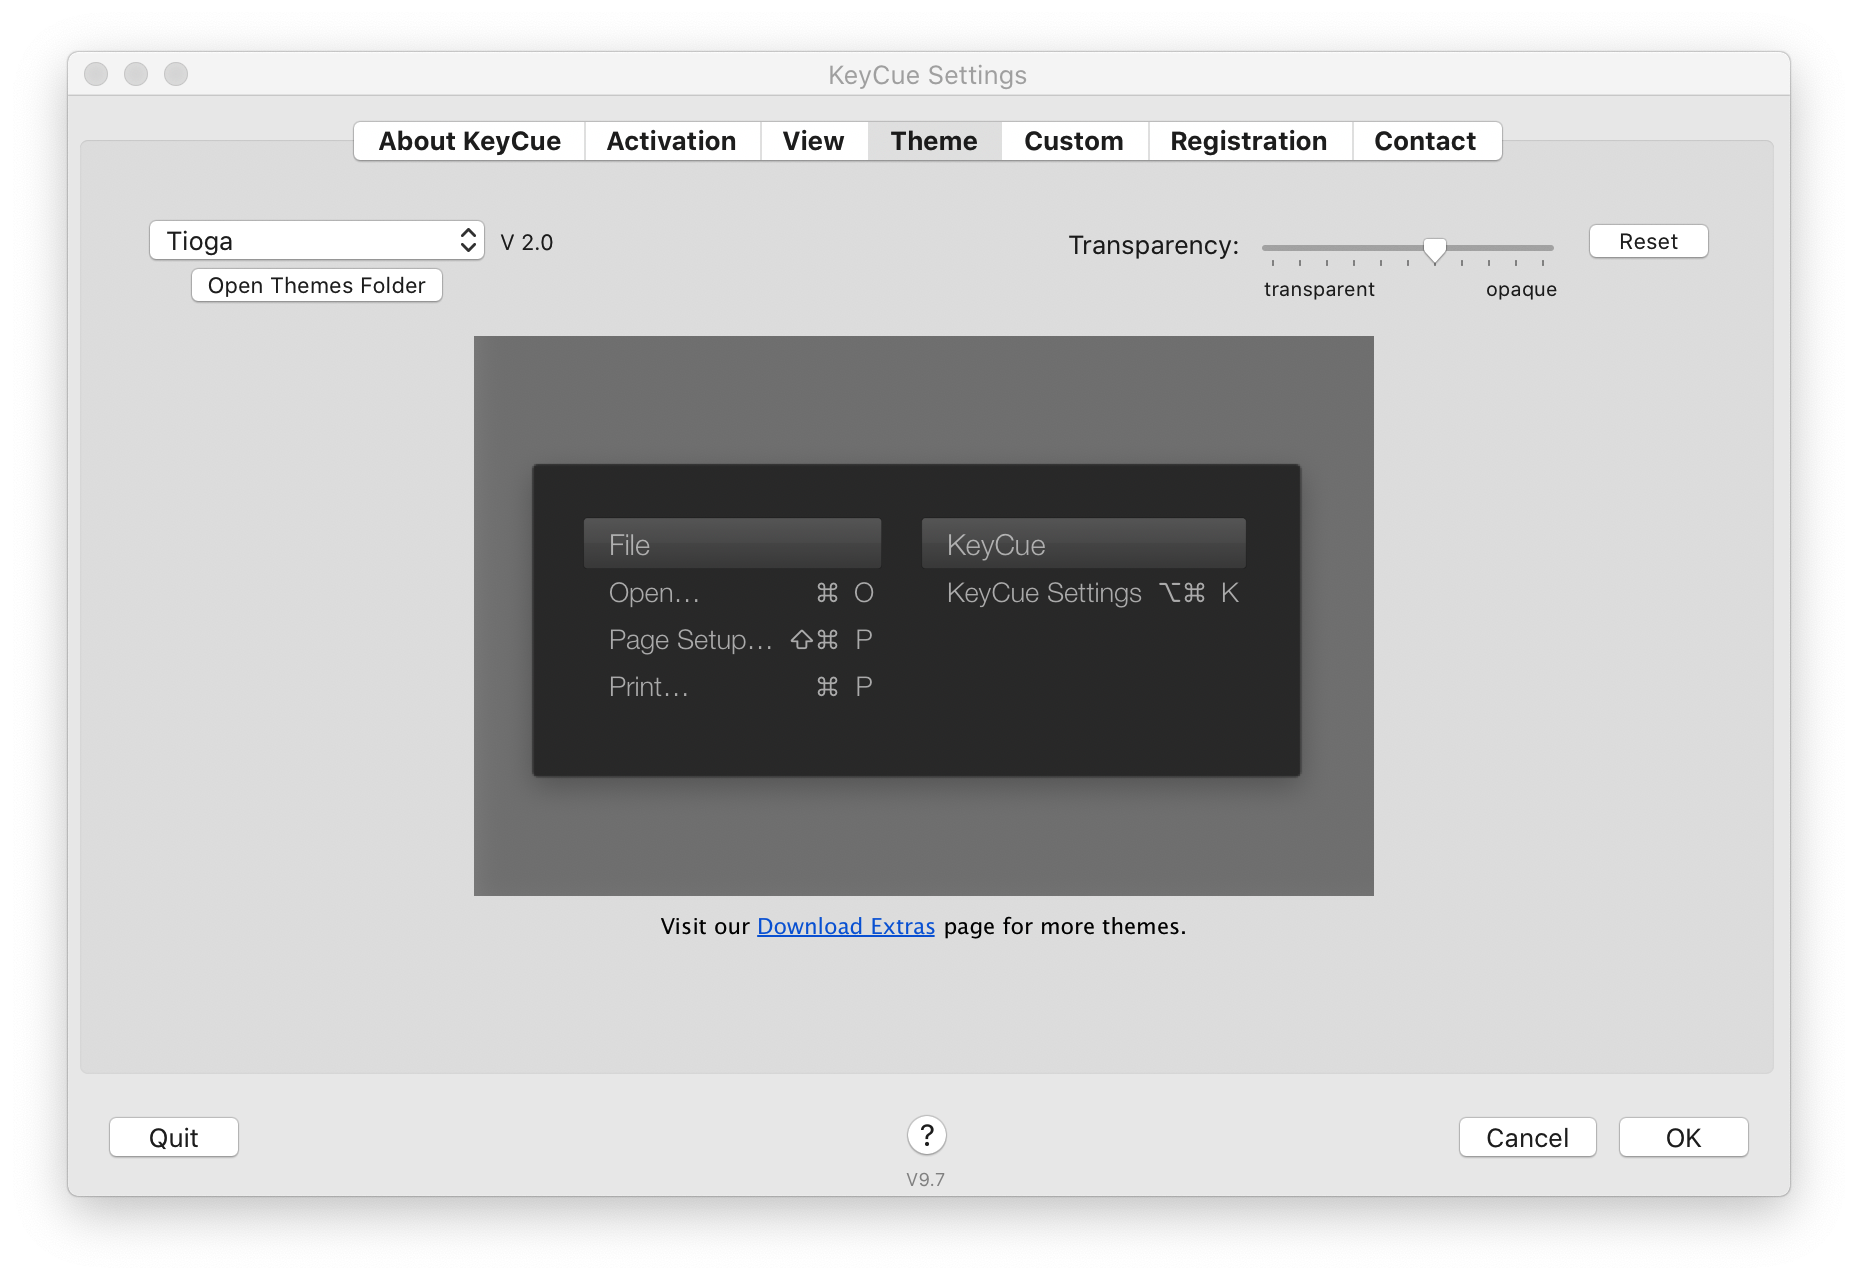 KeyCue Settings
About KeyCue Activation View Theme Custom Registration Contact
Tioga V 2.0 Transparency: Reset
Open Themes Folder transparent opaque
File KeyCue
Open… ⌘ O KeyCue Settings ⌥⌘ K
Page Setup… ⇧⌘ P
Print… ⌘ P
Visit our Download Extras page for more themes.
Quit ? Cancel OK
V9.7